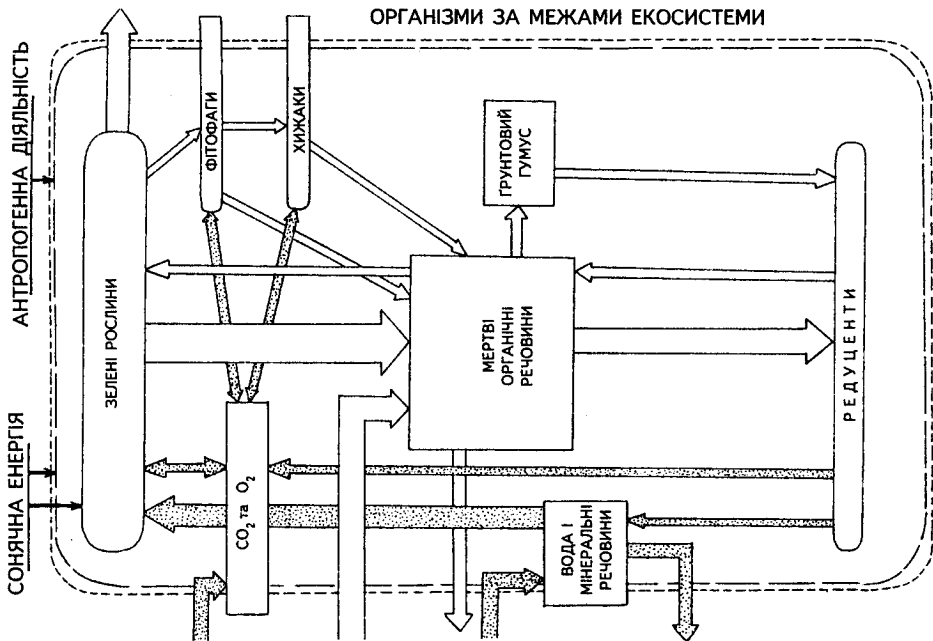 ОРГАНІЗМИ ЗА МЕЖАМИ ЕКОСИСТЕМИ
АНТРОПОГЕННА ДІЯЛЬНІСТЬ
СОНЯЧНА ЕНЕРГІЯ
ЗЕЛЕНІ РОСЛИНИ
ФІТОФАГИ
ХИЖАКИ
ҐРУНТОВИЙ
ГУМУС
МЕРТВІ
ОРГАНІЧНІ
РЕЧОВИНИ
РЕДУЦЕНТИ
CO2 та O2
ВОДА І
МІНЕРАЛЬНІ
РЕЧОВИНИ